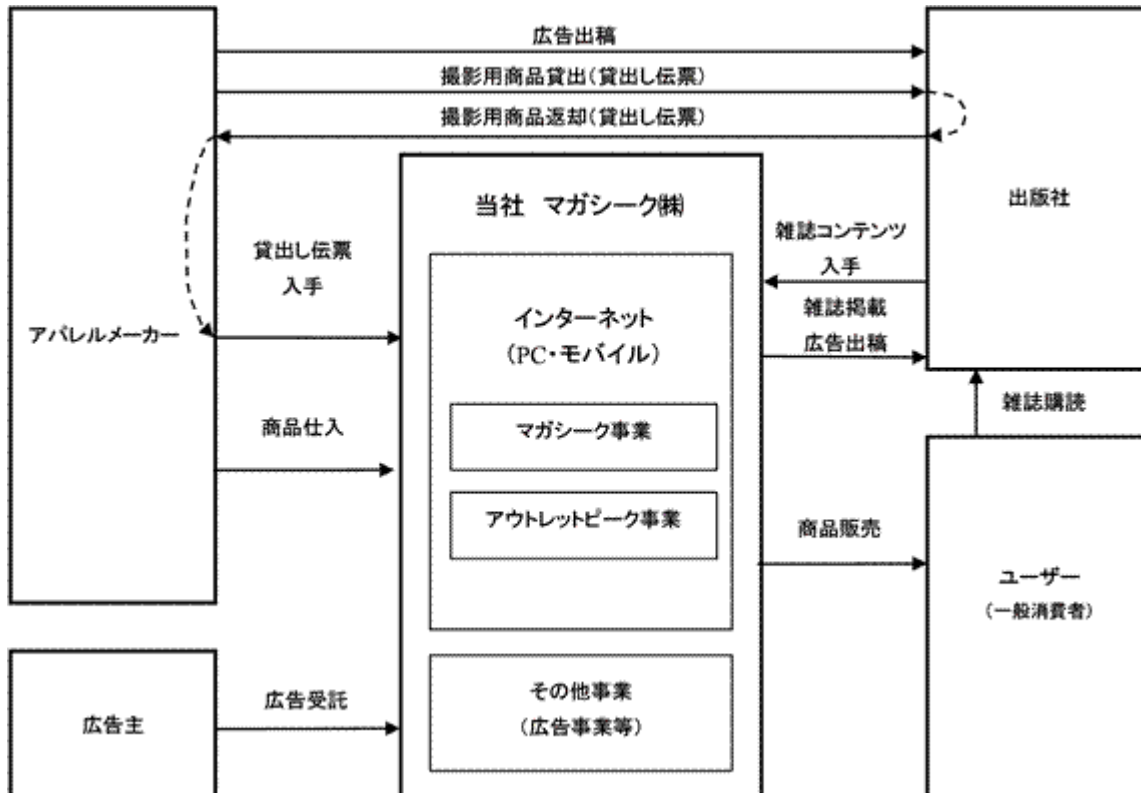 広告出稿
撮影用商品貸出(貸出し伝票)
撮影用商品返却(貸出し伝票)
出版社
当社 マガシーク㈱
雑誌コンテンツ
入手
貸出し伝票
入手
雑誌掲載
広告出稿
アパレルメーカー
インターネット
(PC・モバイル)
雑誌購読
商品仕入
マガシーク事業
アウトレットピーク事業
商品販売
ユーザー
(一般消費者)
広告主
広告受託
その他事業
(広告事業等)